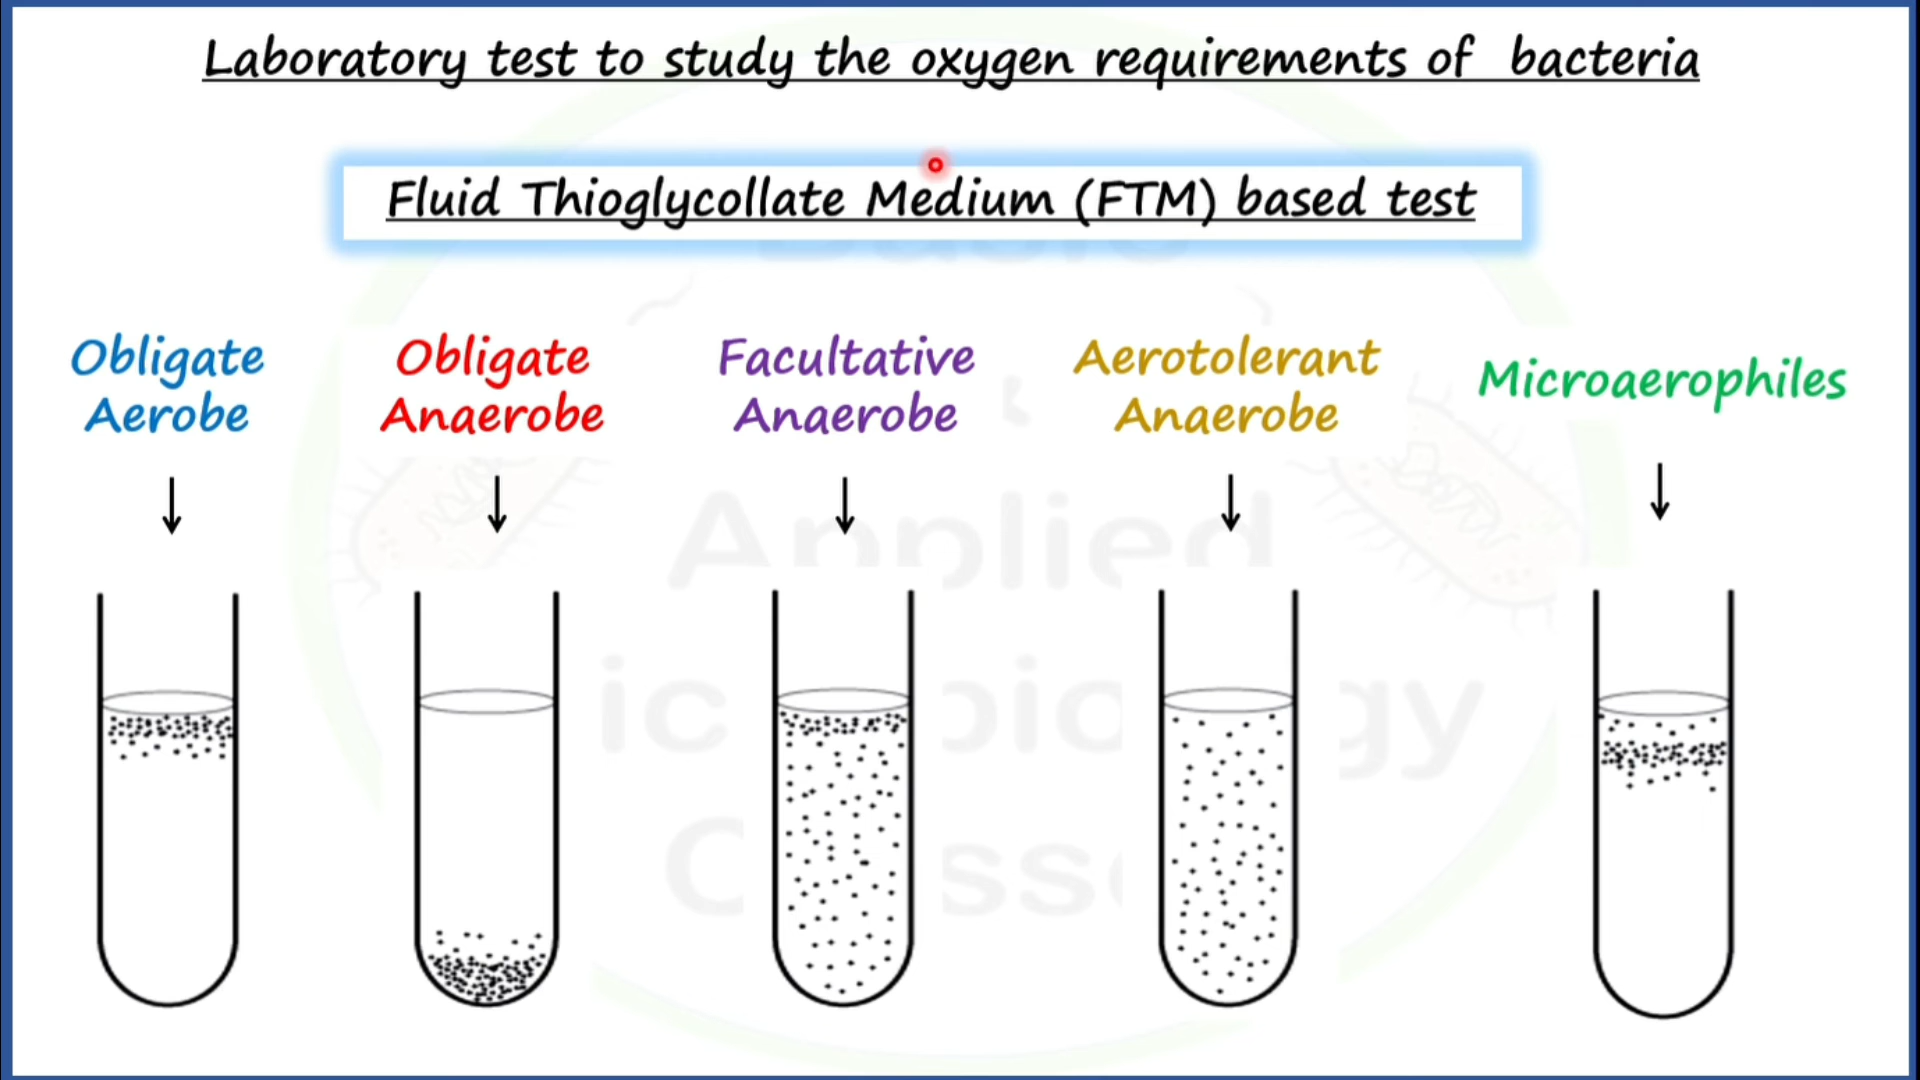 Laboratory test to study the oxygen requirements of bacteria
Fluid Thioglycollate Medium (FTM) based test
Obligate
Aerobe
Obligate
Anaerobe
Facultative
Anaerobe
Aerotolerant
Anaerobe
Microaerophiles